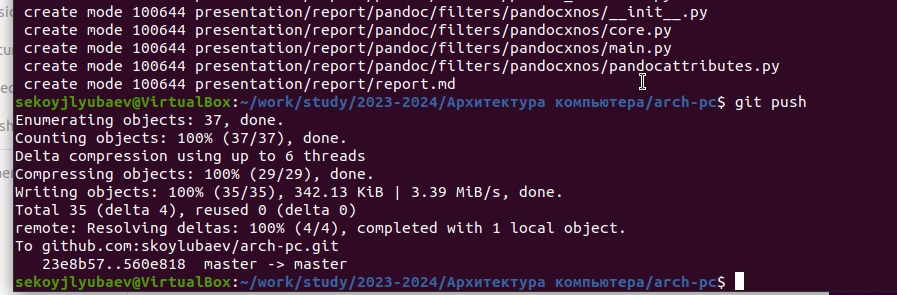 create mode 100644 presentation/report/pandoc/filters/pandocxnos/__init__.py
create mode 100644 presentation/report/pandoc/filters/pandocxnos/core.py
create mode 100644 presentation/report/pandoc/filters/pandocxnos/main.py
create mode 100644 presentation/report/pandoc/filters/pandocxnos/pandocattributes.py
create mode 100644 presentation/report/report.md
sekoyjlyubaev@VirtualBox:~/work/study/2023-2024/Архитектура компьютера/arch-pc$ git push
Enumerating objects: 37, done.
Counting objects: 100% (37/37), done.
Delta compression using up to 6 threads
Compressing objects: 100% (29/29), done.
Writing objects: 100% (35/35), 342.13 KiB | 3.39 MiB/s, done.
Total 35 (delta 4), reused 0 (delta 0)
remote: Resolving deltas: 100% (4/4), completed with 1 local object.
To github.com:skoylubaev/arch-pc.git
   23e8b57..560e818  master -> master
sekoyjlyubaev@VirtualBox:~/work/study/2023-2024/Архитектура компьютера/arch-pc$